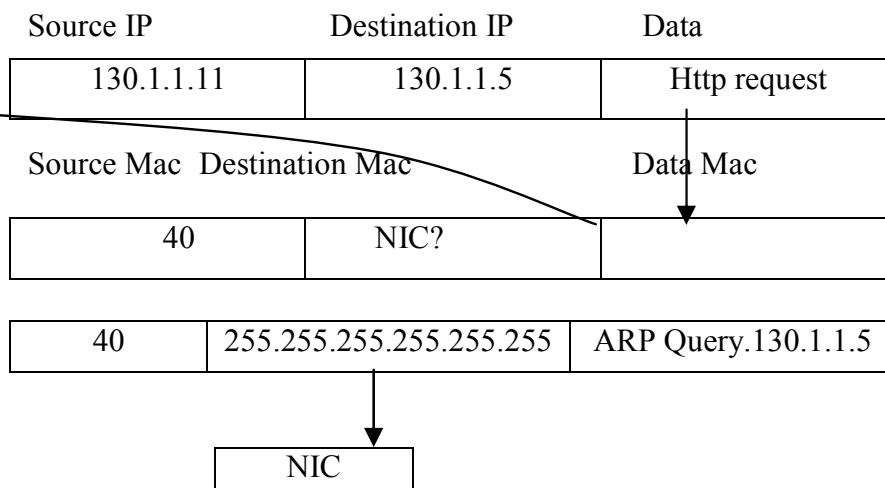 Source IP Destination IP Data
130.1.1.11 130.1.1.5 Http request
Source Mac Destination Mac Data Mac
40 NIC?
40 255.255.255.255.255.255 ARP Query.130.1.1.5
NIC